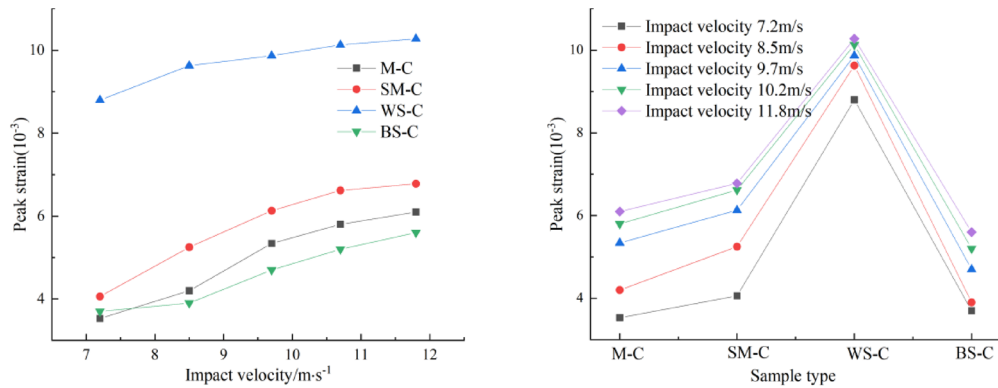 10
8
6
4
Peak strain(10⁻³)
M-C
SM-C
WS-C
BS-C
7 8 9 10 11 12
Impact velocity/m·s⁻¹
10
8
6
4
Peak strain(10⁻³)
Impact velocity 7.2m/s
Impact velocity 8.5m/s
Impact velocity 9.7m/s
Impact velocity 10.2m/s
Impact velocity 11.8m/s
M-C SM-C WS-C BS-C
Sample type